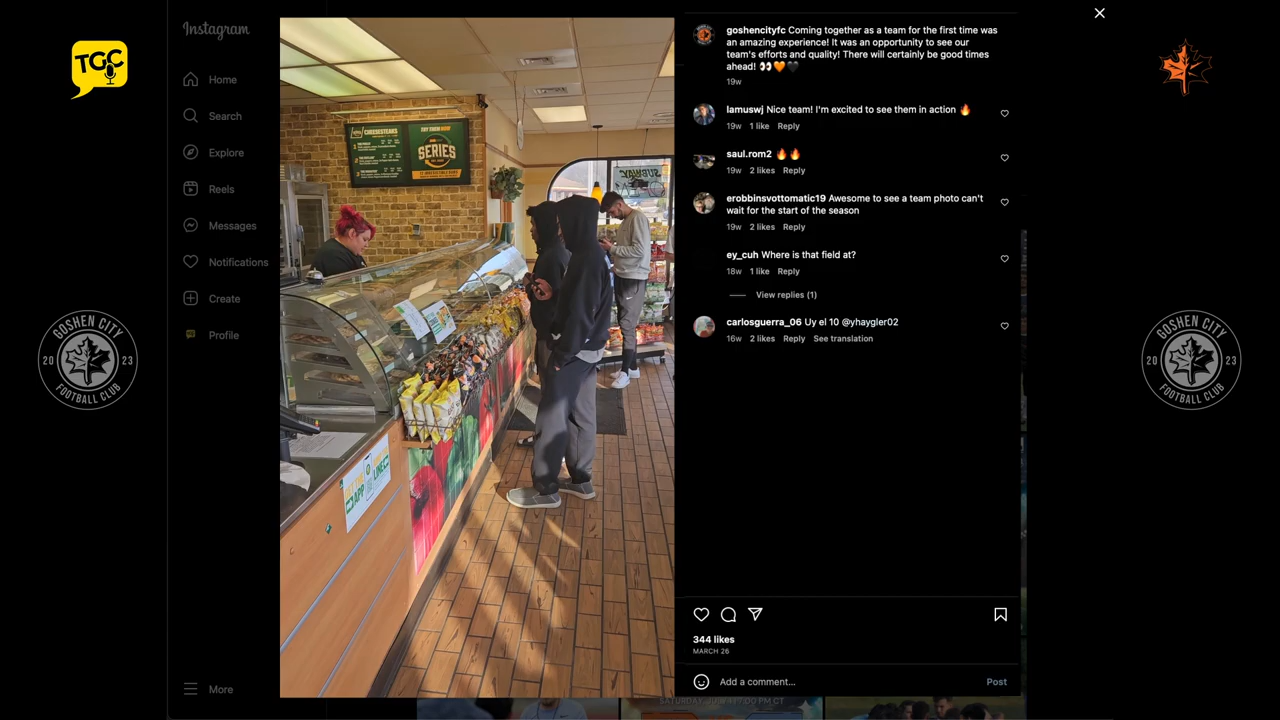 TGC
Instagram
Home
Search
Explore
Reels
Messages
Notifications
Create
Profile
More
GOSHEN CITY
20 23
FOOTBALL CLUB
CHEESESTEAKS
TRY THEM NOW
SERIES
SUBWAY
APP
LINE
goshencityfc Coming together as a team for the first time was
an amazing experience! It was an opportunity to see our
team's efforts and quality! There will certainly be good times
ahead! 👀🧡🖤
19w
lamuswj Nice team! I'm excited to see them in action 🔥
19w 1 like Reply
saul.rom2 🔥🔥
19w 2 likes Reply
erobbinsvottomatic19 Awesome to see a team photo can't
wait for the start of the season
19w 2 likes Reply
ey_cuh Where is that field at?
18w 1 like Reply
View replies (1)
carlosguerra_06 Uy el 10 @yhaygler02
16w 2 likes Reply See translation
344 likes
MARCH 26
Add a comment...
Post
GOSHEN CITY
20 23
FOOTBALL CLUB